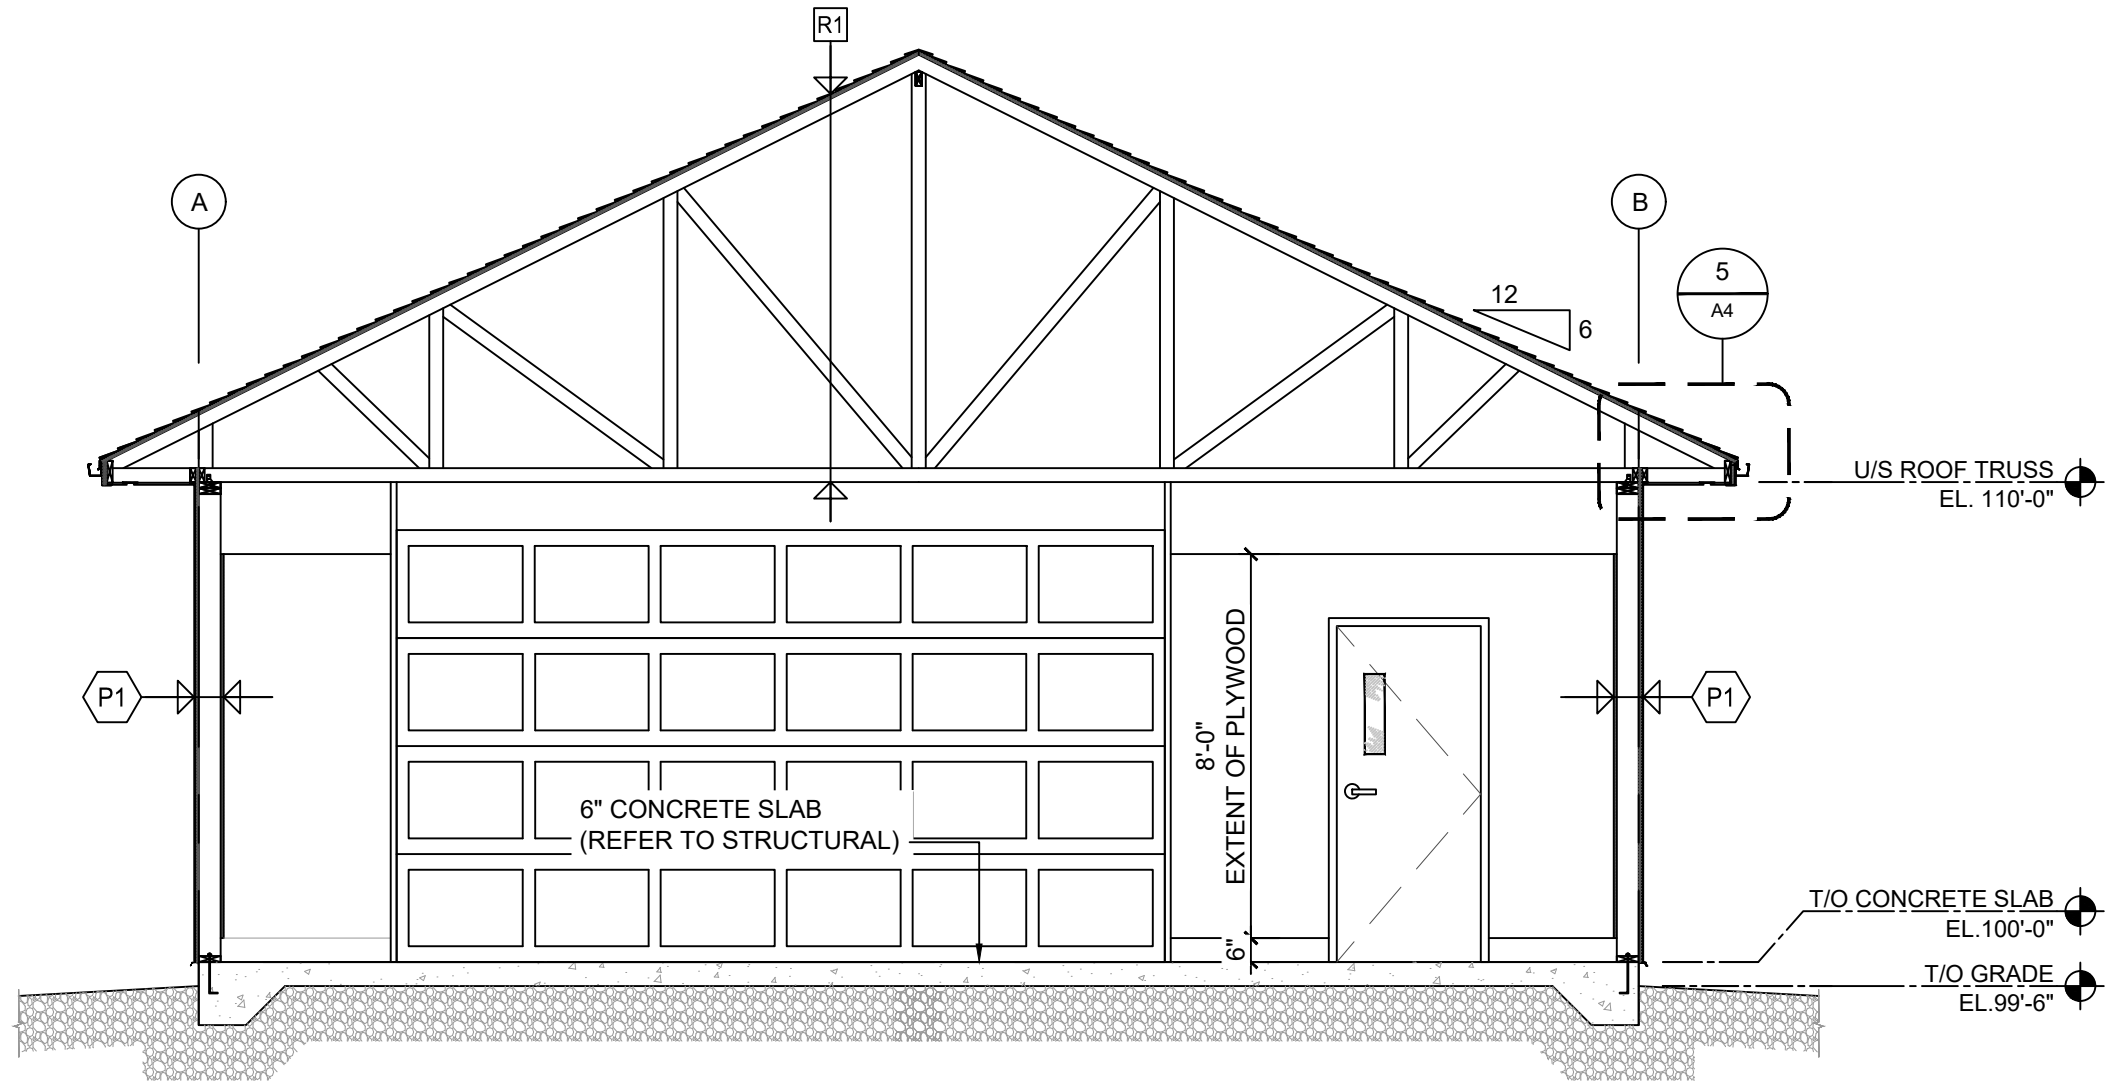 R1
A
B
5
A4
12
6
U/S ROOF TRUSS
EL. 110'-0"
P1
P1
8'-0"
EXTENT OF PLYWOOD
6" CONCRETE SLAB
(REFER TO STRUCTURAL)
6"
T/O CONCRETE SLAB
EL.100'-0"
T/O GRADE
EL.99'-6"